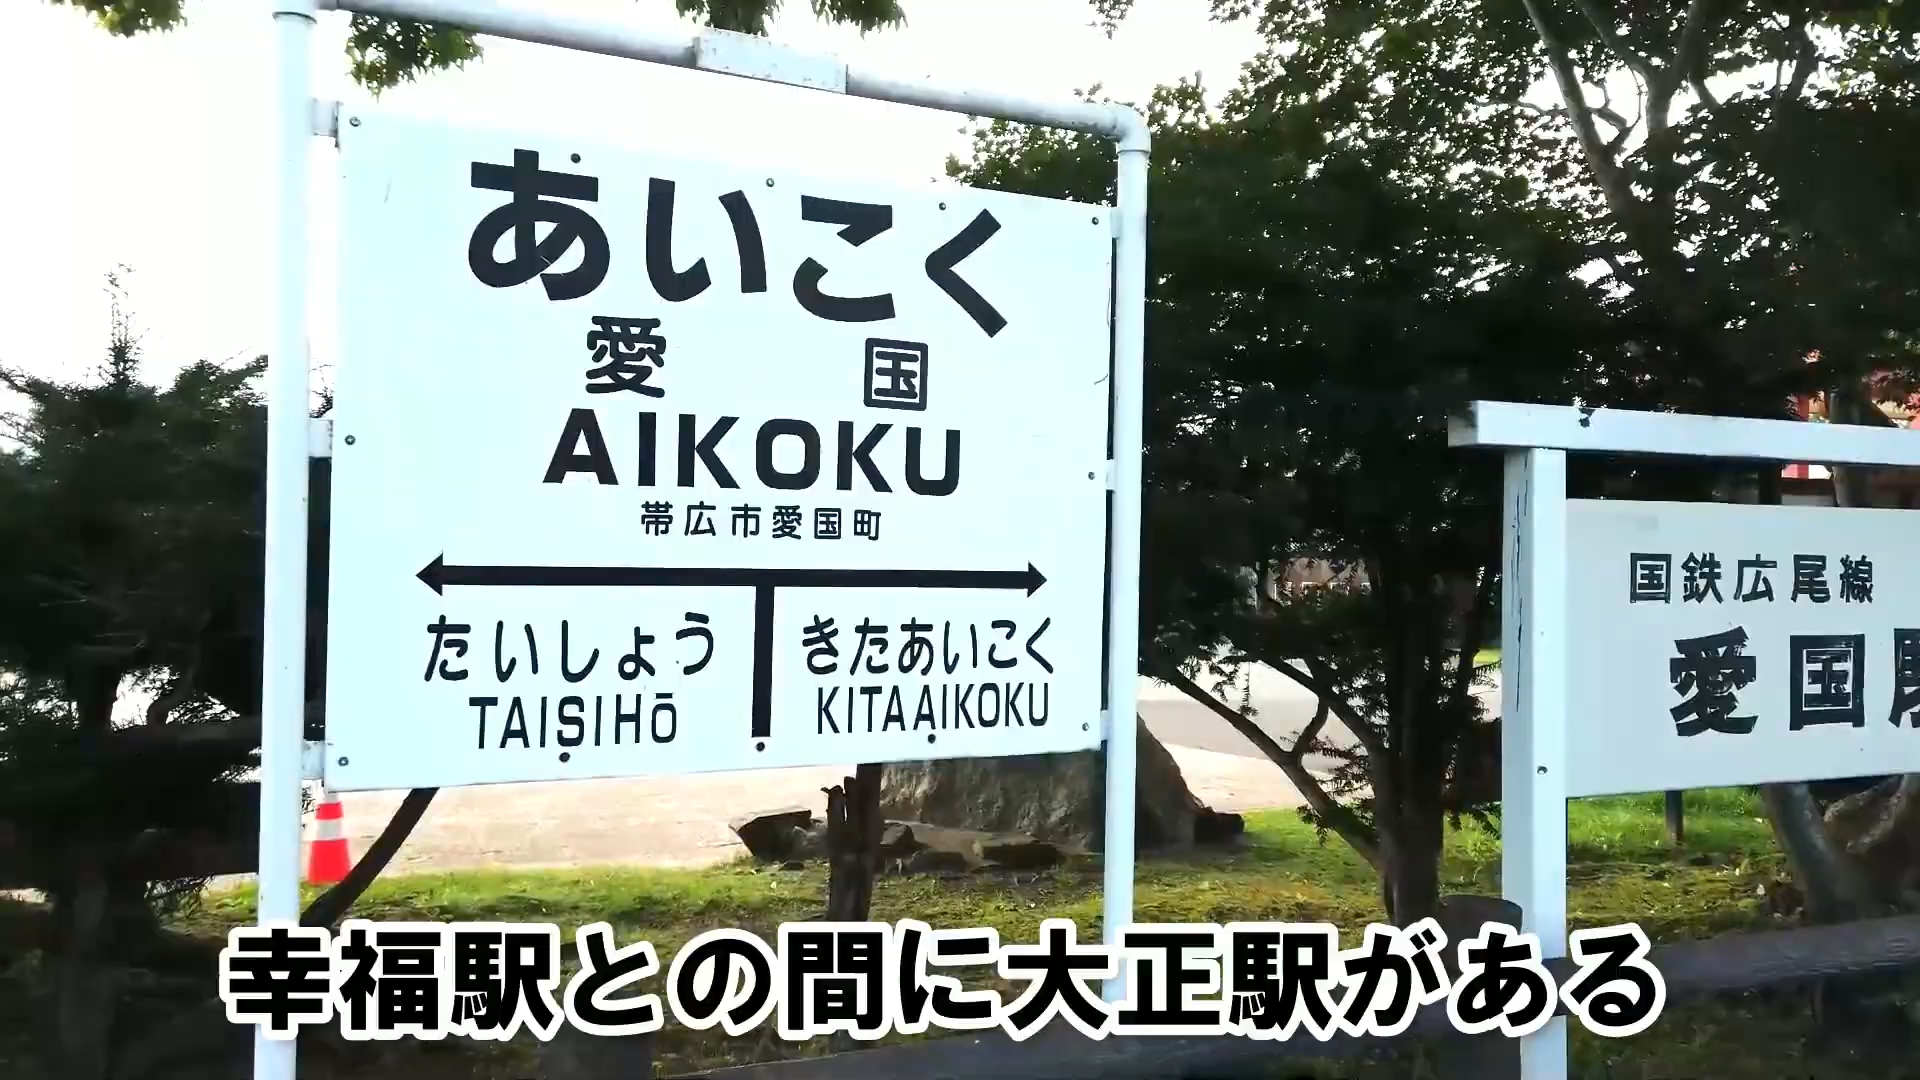 あいこく
愛国
AIKOKU
帯広市愛国町
たいしょう
TAISIHō
きたあいこく
KITAAIKOKU
国鉄広尾線
愛国駅
幸福駅との間に大正駅がある